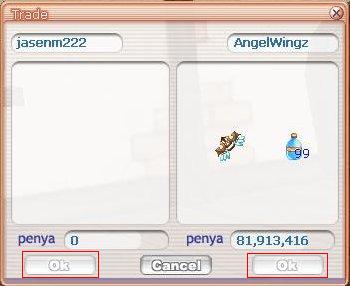 Trade
jasenm222 AngelWingz
99
penya 0 penya 81,913,416
Ok Cancel Ok